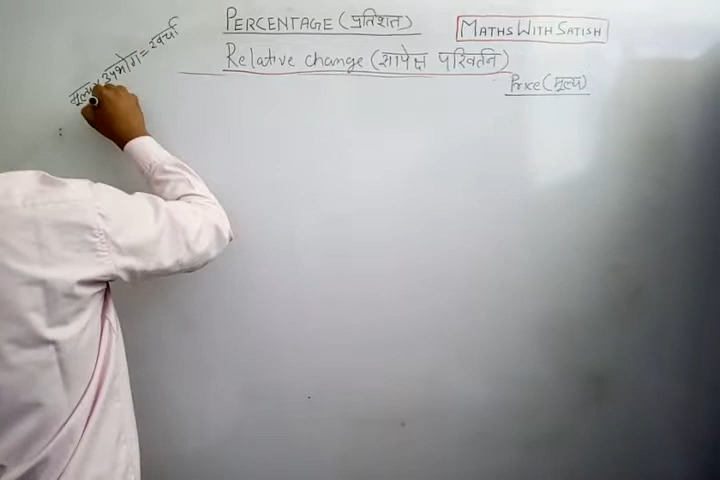 PERCENTAGE (प्रतिशत)
MATHS WITH SATISH
Relative change (सापेक्ष परिवर्तन)
Price (मूल्य)
मूल्य × उपभोग = खर्चा